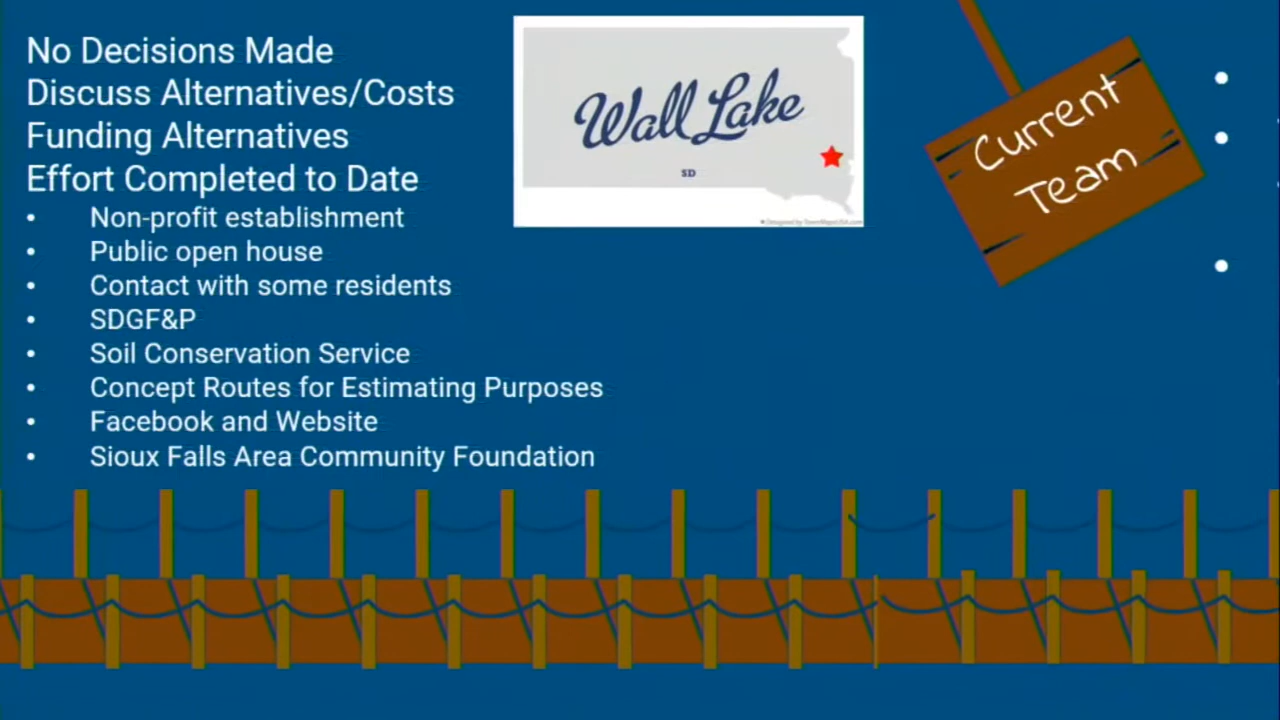 No Decisions Made
Discuss Alternatives/Costs
Funding Alternatives
Effort Completed to Date
• Non-profit establishment
• Public open house
• Contact with some residents
• SDGF&P
• Soil Conservation Service
• Concept Routes for Estimating Purposes
• Facebook and Website
• Sioux Falls Area Community Foundation
Wall Lake
SD
Current
Team